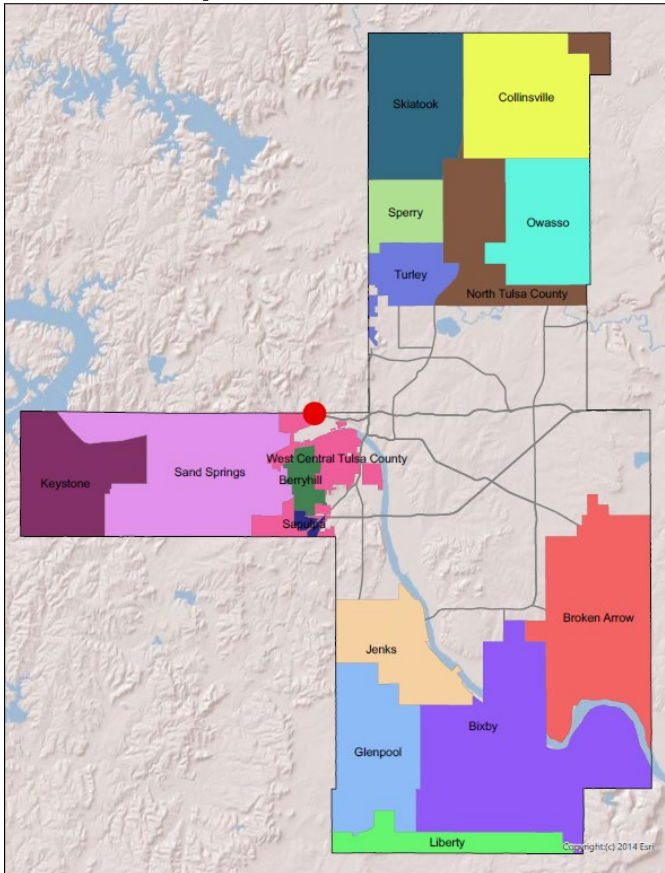 Skiatook
Collinsville
Sperry
Owasso
Turley
North Tulsa County
West Central Tulsa County
Keystone
Sand Springs
Berryhill
Sapulpa
Broken Arrow
Jenks
Bixby
Glenpool
Liberty
Copyright:(c) 2014 Esri